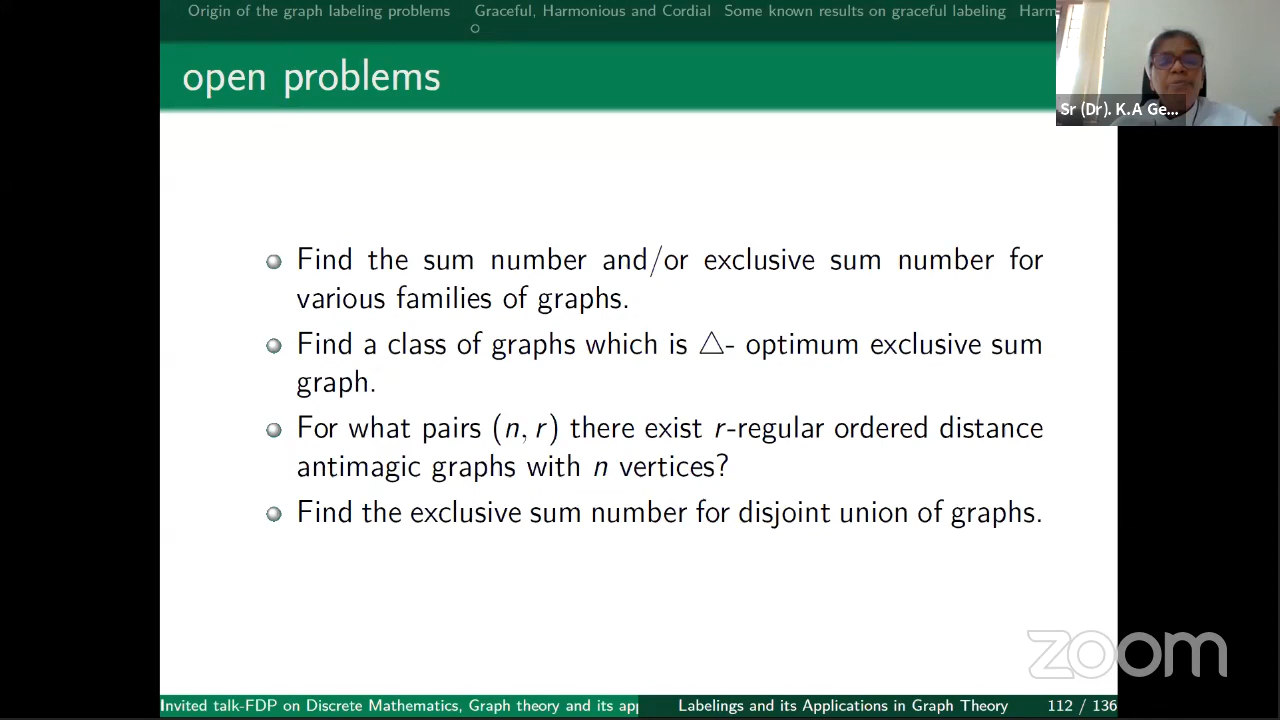 Origin of the graph labeling problems Graceful, Harmonious and Cordial Some known results on graceful labeling Harm
open problems
Sr (Dr). K.A Ge...
Find the sum number and/or exclusive sum number for
various families of graphs.
Find a class of graphs which is △- optimum exclusive sum
graph.
For what pairs (n, r) there exist r-regular ordered distance
antimagic graphs with n vertices?
Find the exclusive sum number for disjoint union of graphs.
zoom
Invited talk-FDP on Discrete Mathematics, Graph theory and its app Labelings and its Applications in Graph Theory 112 / 136